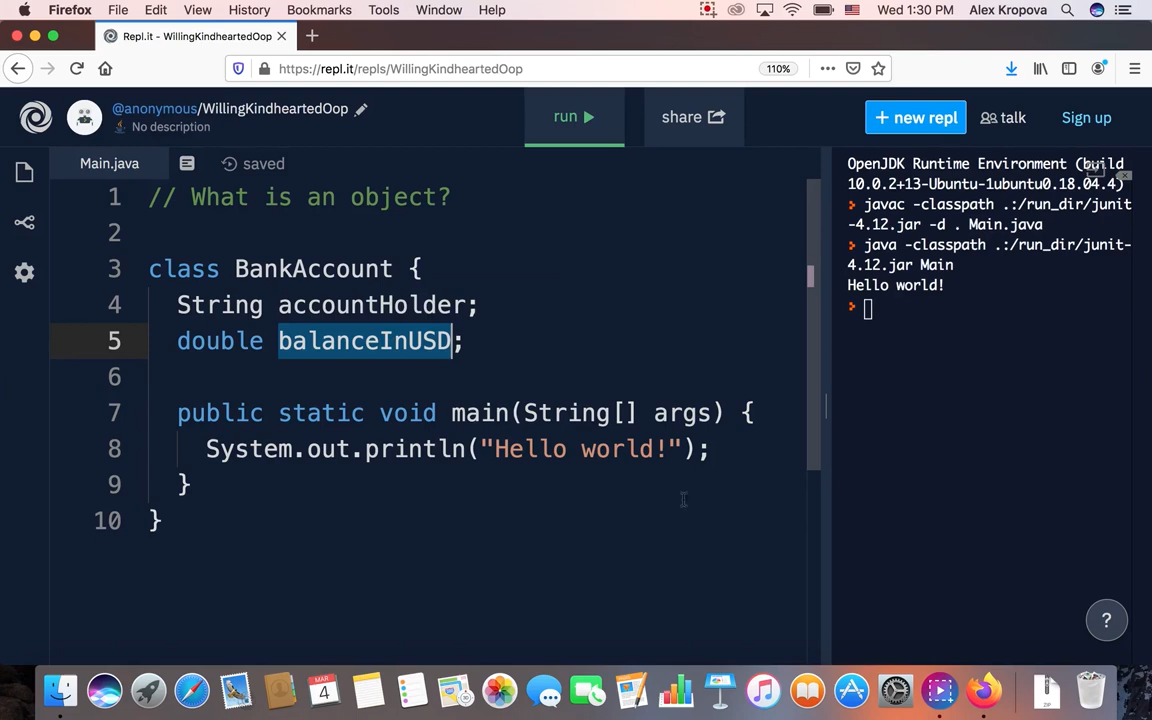 Firefox File Edit View History Bookmarks Tools Window Help Wed 1:30 PM Alex Kropova
Repl.it - WillingKindheartedOop
https://repl.it/repls/WillingKindheartedOop 110%
@anonymous/WillingKindheartedOop
No description
run
share
+ new repl
talk
Sign up
Main.java
saved
1 // What is an object?
2
3 class BankAccount {
4 String accountHolder;
5 double balanceInUSD;
6
7 public static void main(String[] args) {
8 System.out.println("Hello world!");
9 }
10 }
OpenJDK Runtime Environment (build
10.0.2+13-Ubuntu-1ubuntu0.18.04.4)
javac -classpath .:/run_dir/junit
-4.12.jar -d . Main.java
java -classpath .:/run_dir/junit-
4.12.jar Main
Hello world!
?
MAR
4
ZIP